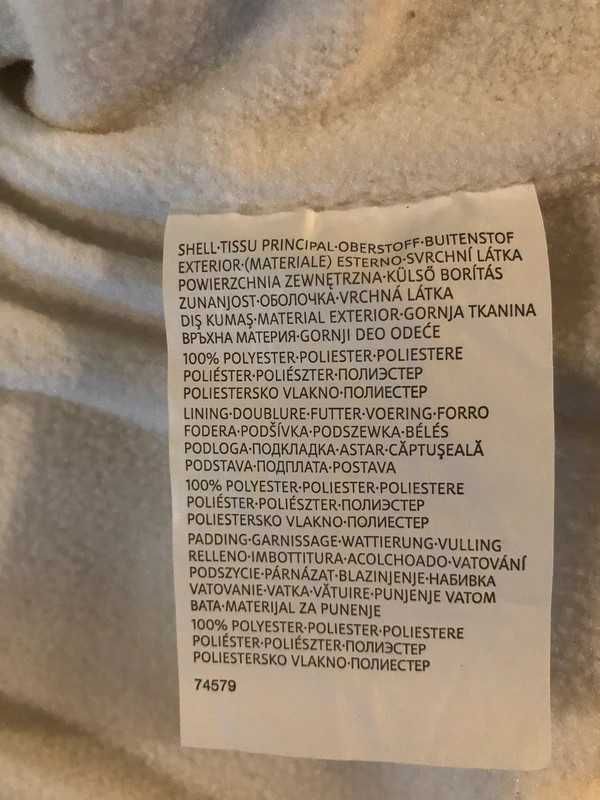 SHELL·TISSU PRINCIPAL·OBERSTOFF·BUITENSTOF
EXTERIOR·(MATERIALE) ESTERNO·SVRCHNÍ LÁTKA
POWIERZCHNIA ZEWNĘTRZNA·KÜLSŐ BORÍTÁS
ZUNANJOST·ОБОЛОЧКА·VRCHNÁ LÁTKA
DIŞ KUMAŞ·MATERIAL EXTERIOR·GORNJA TKANINA
ВРЪХНА МАТЕРИЯ·GORNJI DEO ODEĆE
100% POLYESTER·POLIESTER·POLIESTERE
POLIÉSTER·POLIÉSZTER·ПОЛИЭСТЕР
POLIESTERSKO VLAKNO·ПОЛИЕСТЕР
LINING·DOUBLURE·FUTTER·VOERING·FORRO
FODERA·PODŠÍVKA·PODSZEWKA·BÉLÉS
PODLOGA·ПОДКЛАДКА·ASTAR·CĂPTUŞEALĂ
PODSTAVA·ПОДПЛАТА·POSTAVA
100% POLYESTER·POLIESTER·POLIESTERE
POLIÉSTER·POLIÉSZTER·ПОЛИЭСТЕР
POLIESTERSKO VLAKNO·ПОЛИЕСТЕР
PADDING·GARNISSAGE·WATTIERUNG·VULLING
RELLENO·IMBOTTITURA·ACOLCHOADO·VATOVÁNÍ
PODSZYCIE·PÁRNÁZAT·BLAZINJENJE·НАБИВКА
VATOVANIE·VATKA·VĂTUIRE·PUNJENJE VATOM
ВАТА·MATERIJAL ZA PUNENJE
100% POLYESTER·POLIESTER·POLIESTERE
POLIÉSTER·POLIÉSZTER·ПОЛИЭСТЕР
POLIESTERSKO VLAKNO·ПОЛИЕСТЕР
74579